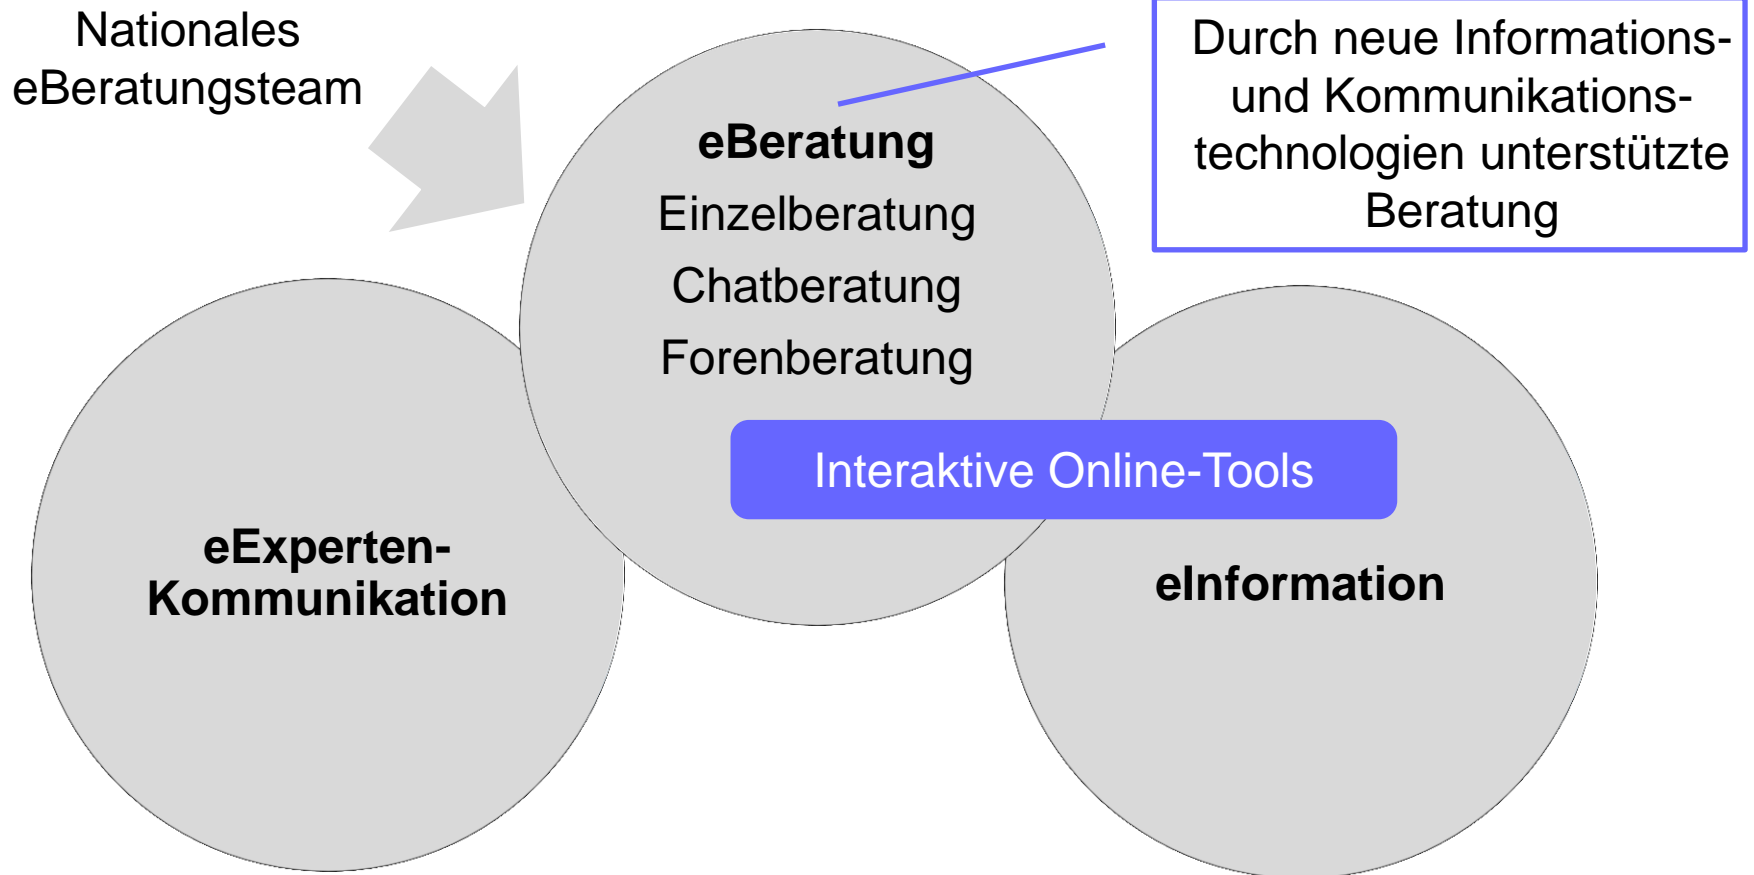 Nationales
eBeratungsteam
Durch neue Informations-
und Kommunikations-
technologien unterstützte
Beratung
eBeratung
Einzelberatung
Chatberatung
Forenberatung
Interaktive Online-Tools
eExperten-
Kommunikation
eInformation